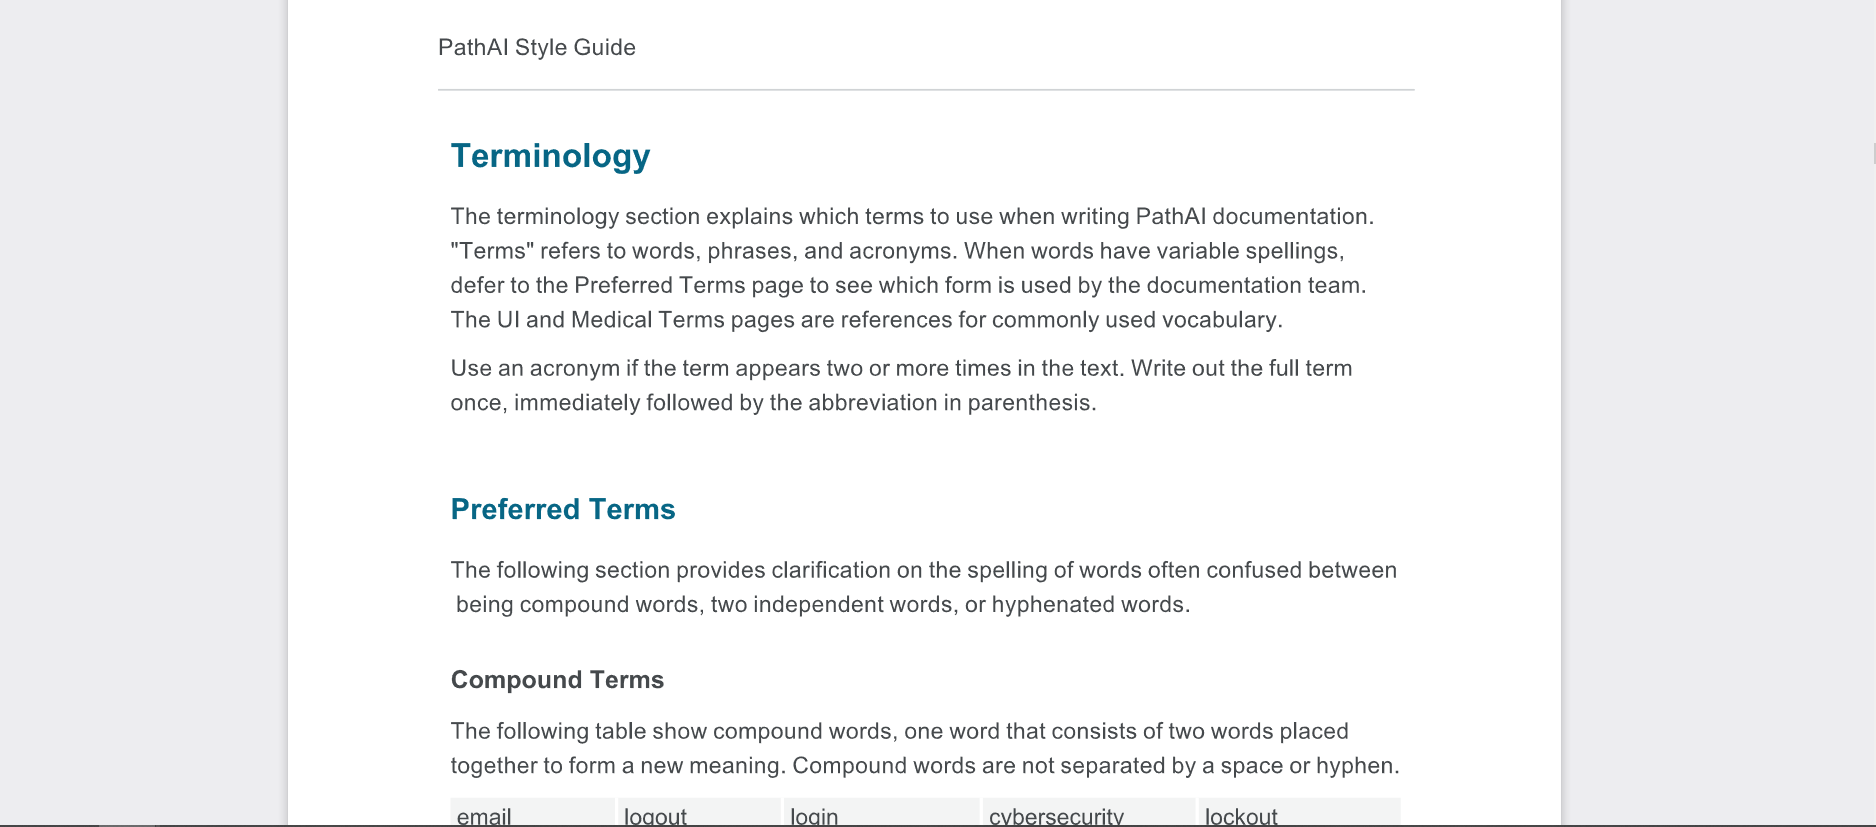 PathAI Style Guide
Terminology
The terminology section explains which terms to use when writing PathAI documentation.
"Terms" refers to words, phrases, and acronyms. When words have variable spellings,
defer to the Preferred Terms page to see which form is used by the documentation team.
The UI and Medical Terms pages are references for commonly used vocabulary.
Use an acronym if the term appears two or more times in the text. Write out the full term
once, immediately followed by the abbreviation in parenthesis.
Preferred Terms
The following section provides clarification on the spelling of words often confused between
being compound words, two independent words, or hyphenated words.
Compound Terms
The following table show compound words, one word that consists of two words placed
together to form a new meaning. Compound words are not separated by a space or hyphen.
email logout login cybersecurity lockout